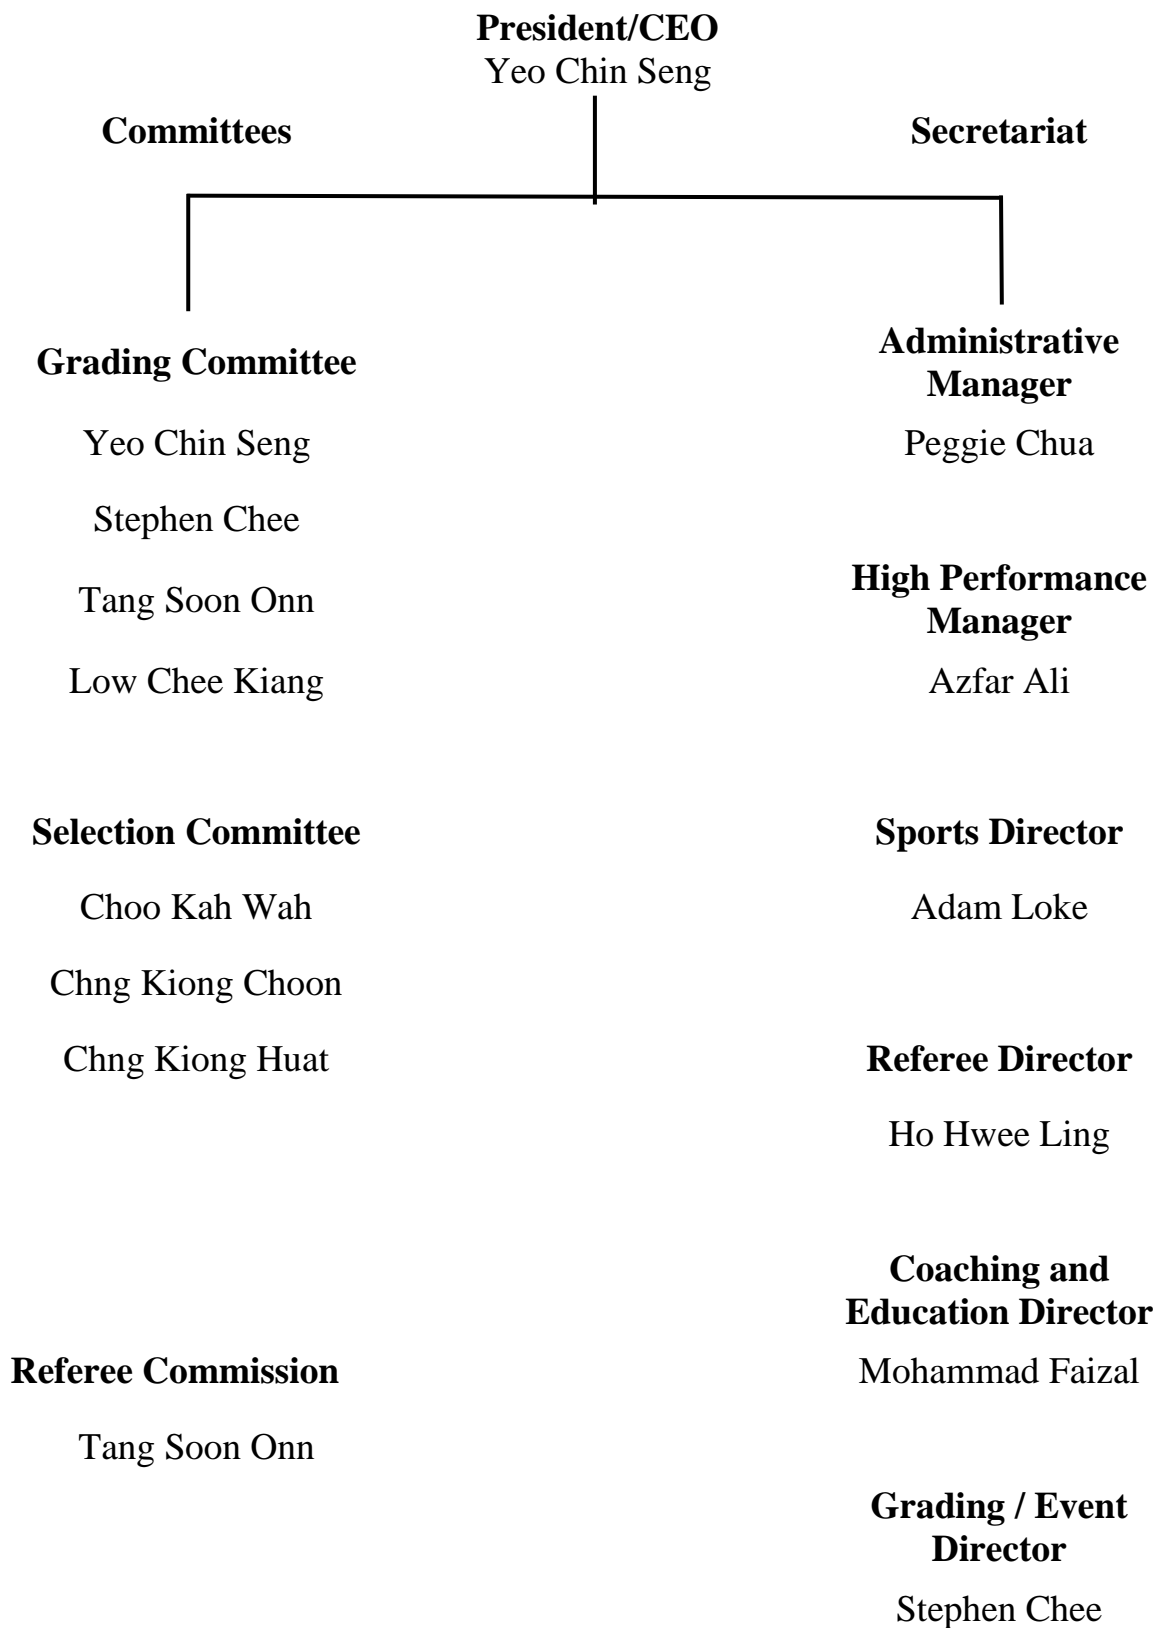 President/CEO
Yeo Chin Seng
Committees
Secretariat
Grading Committee
Yeo Chin Seng
Stephen Chee
Tang Soon Onn
Low Chee Kiang
Selection Committee
Choo Kah Wah
Chng Kiong Choon
Chng Kiong Huat
Referee Commission
Tang Soon Onn
Administrative
Manager
Peggie Chua
High Performance
Manager
Azfar Ali
Sports Director
Adam Loke
Referee Director
Ho Hwee Ling
Coaching and
Education Director
Mohammad Faizal
Grading / Event
Director
Stephen Chee